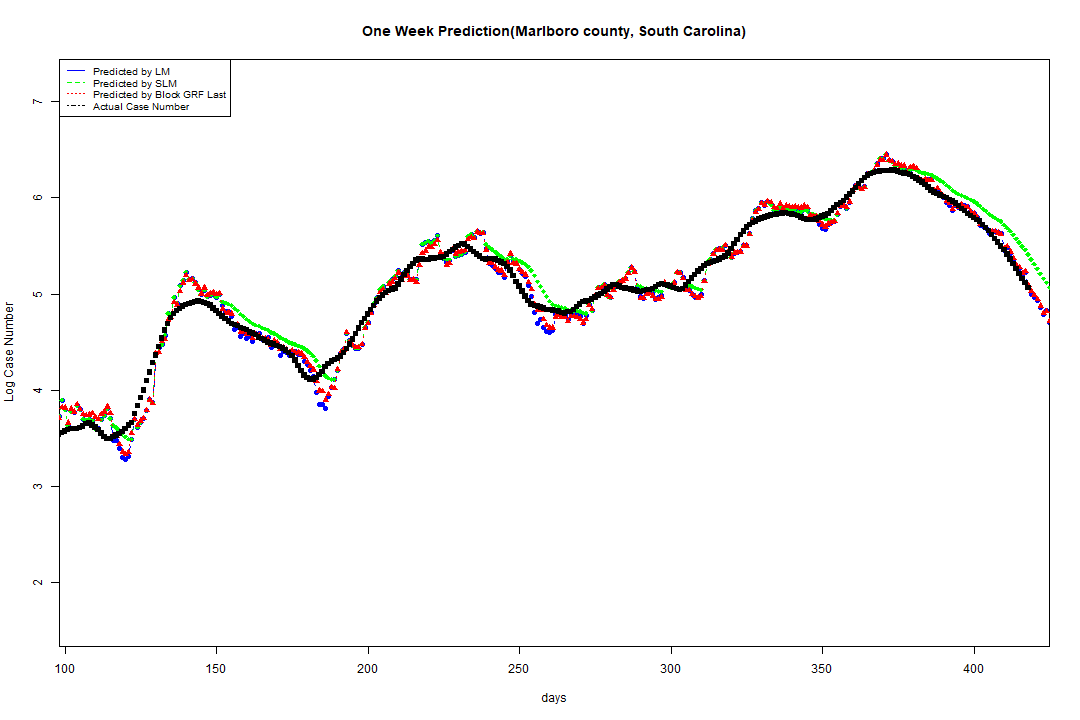 One Week Prediction(Marlboro county, South Carolina)
Predicted by LM
Predicted by SLM
Predicted by Block GRF Last
Actual Case Number
7
6
5
4
3
2
Log Case Number
100 150 200 250 300 350 400
days